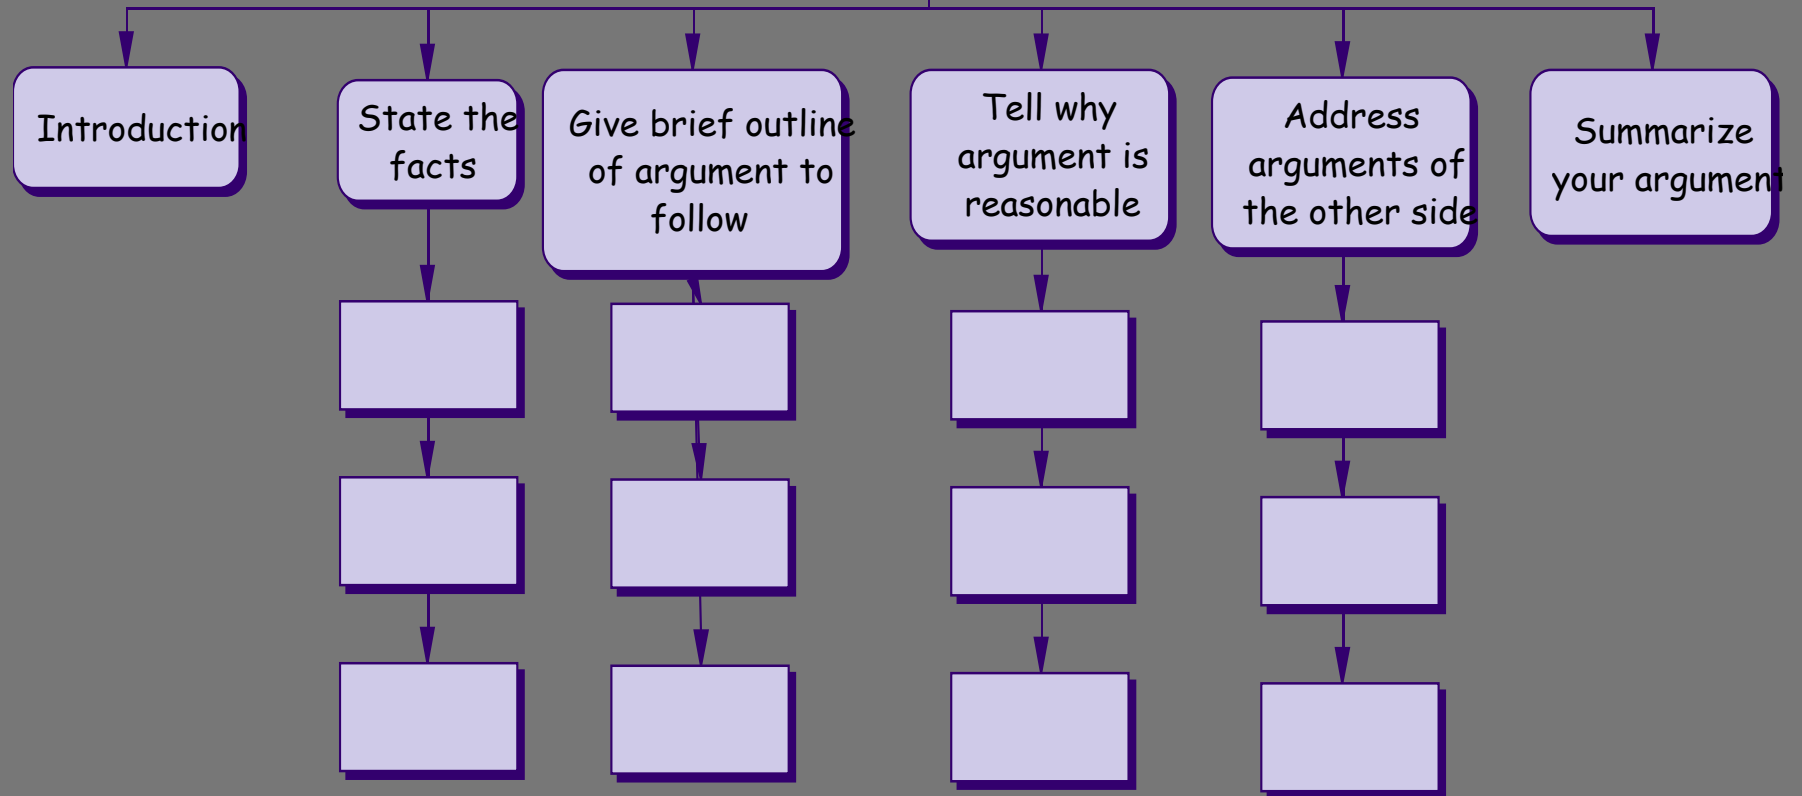 Introduction
State the
facts
Give brief outline
of argument to
follow
Tell why
argument is
reasonable
Address
arguments of
the other side
Summarize
your argument